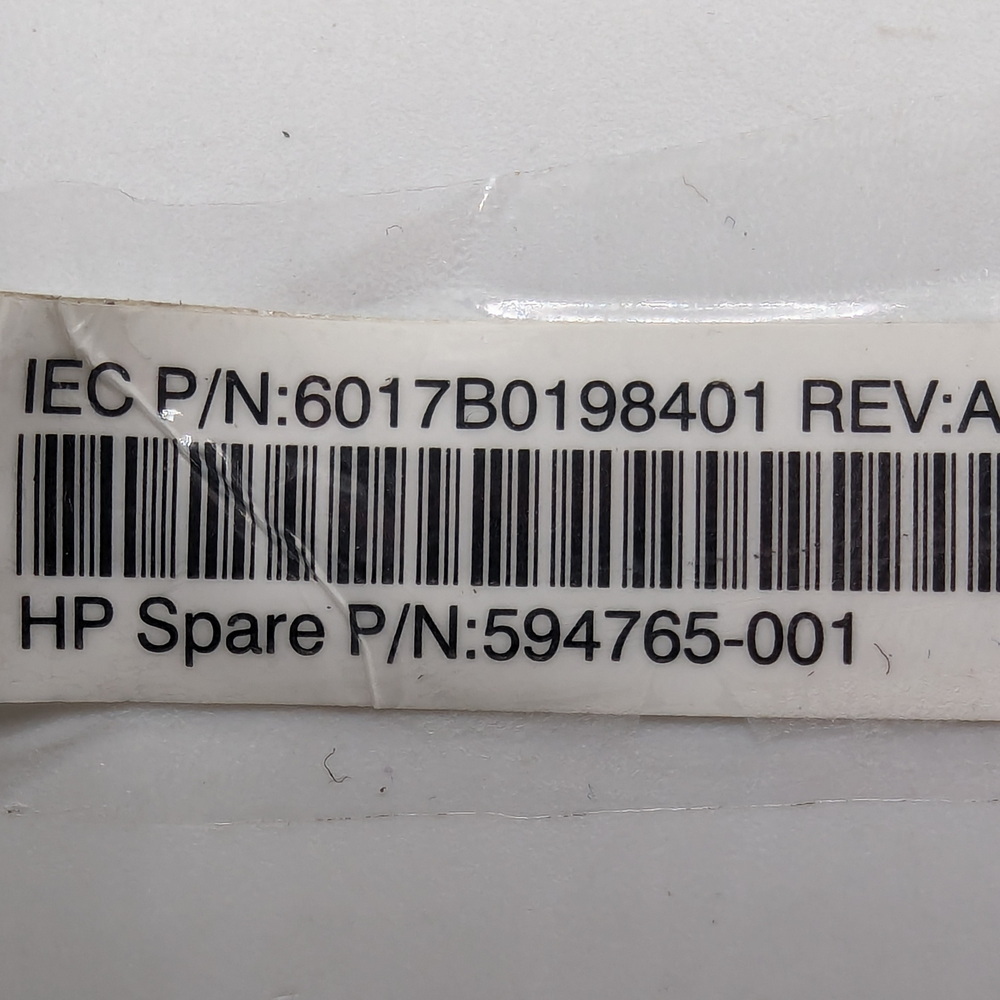 IEC P/N:6017B0198401 REV:A
HP Spare P/N:594765-001